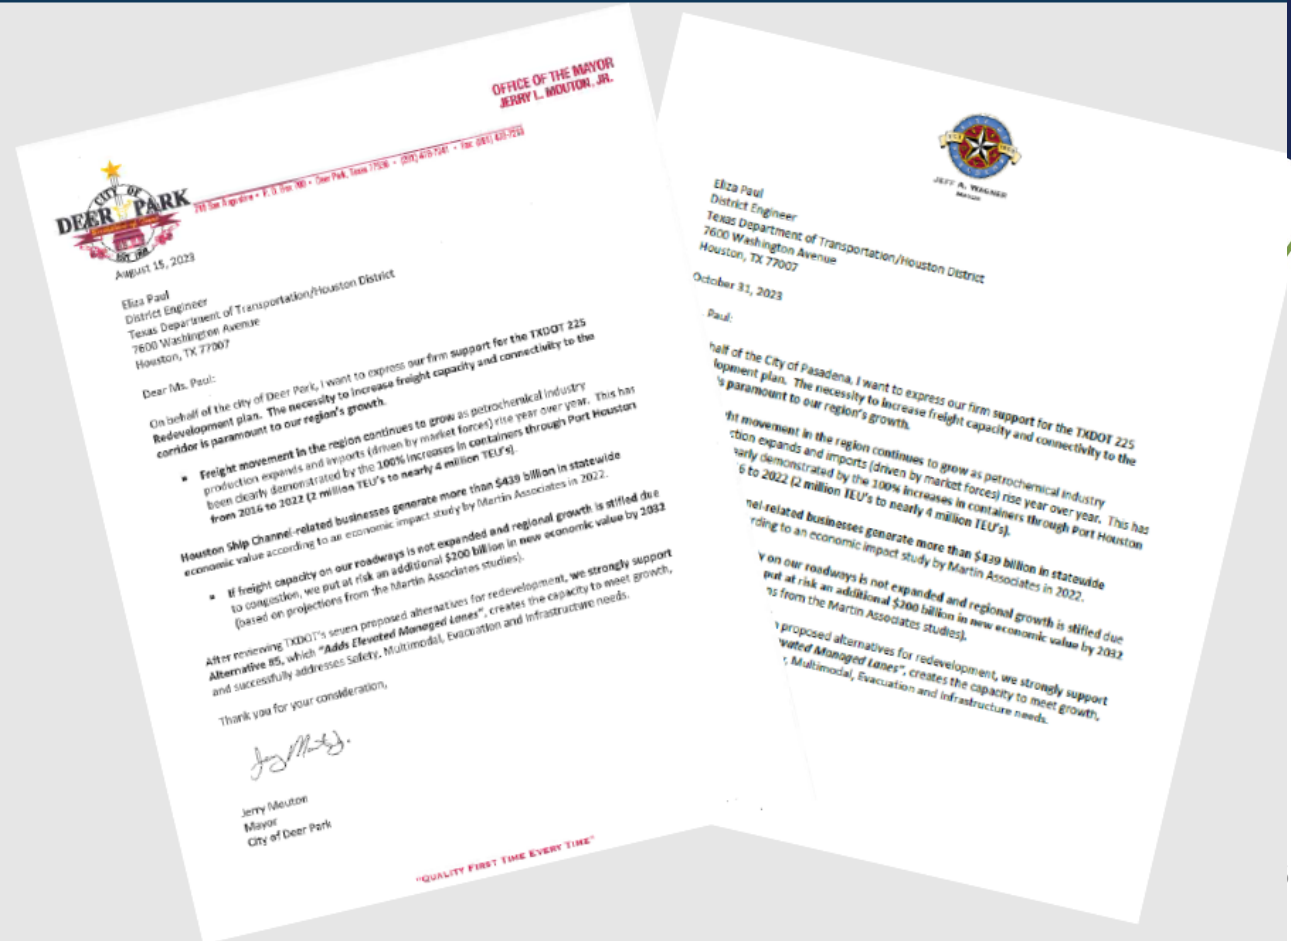 OFFICE OF THE MAYOR
JERRY L. MOUTON, JR.
CITY OF
DEER PARK
August 15, 2023
Eliza Paul
District Engineer
Texas Department of Transportation/Houston District
7600 Washington Avenue
Houston, TX 77007
Dear Ms. Paul:
On behalf of the city of Deer Park, I want to express our firm support for the TXDOT 225
Redevelopment plan. The necessity to increase freight capacity and connectivity to the
corridor is paramount to our region's growth.
Freight movement in the region continues to grow as petrochemical industry
production expands and imports (driven by market forces) rise year over year. This has
been clearly demonstrated by the 100% increases in containers through Port Houston
from 2016 to 2022 (2 million TEU's to nearly 4 million TEU's).
Houston Ship Channel-related businesses generate more than $439 billion in statewide
economic value according to an economic impact study by Martin Associates in 2022.
If freight capacity on our roadways is not expanded and regional growth is stifled due
to congestion, we put at risk an additional $200 billion in new economic value by 2032
(based on projections from the Martin Associates studies).
After reviewing TXDOT's seven proposed alternatives for redevelopment, we strongly support
Alternative #5, which "Adds Elevated Managed Lanes", creates the capacity to meet growth,
and successfully addresses Safety, Multimodal, Evacuation and Infrastructure needs.
Thank you for your consideration,
Jerry Mouton
Mayor
City of Deer Park
"QUALITY FIRST TIME EVERY TIME"
JEFF A. WAGNER
MAYOR
Eliza Paul
District Engineer
Texas Department of Transportation/Houston District
7600 Washington Avenue
Houston, TX 77007
October 31, 2023
Paul:
half of the City of Pasadena, I want to express our firm support for the TXDOT 225
lopment plan. The necessity to increase freight capacity and connectivity to the
's paramount to our region's growth.
ht movement in the region continues to grow as petrochemical industry
ction expands and imports (driven by market forces) rise year over year. This has
early demonstrated by the 100% increases in containers through Port Houston
6 to 2022 (2 million TEU's to nearly 4 million TEU's).
nel-related businesses generate more than $439 billion in statewide
rding to an economic impact study by Martin Associates in 2022.
y on our roadways is not expanded and regional growth is stifled due
put at risk an additional $200 billion in new economic value by 2032
ns from the Martin Associates studies).
n proposed alternatives for redevelopment, we strongly support
vated Managed Lanes", creates the capacity to meet growth,
, Multimodal, Evacuation and Infrastructure needs.